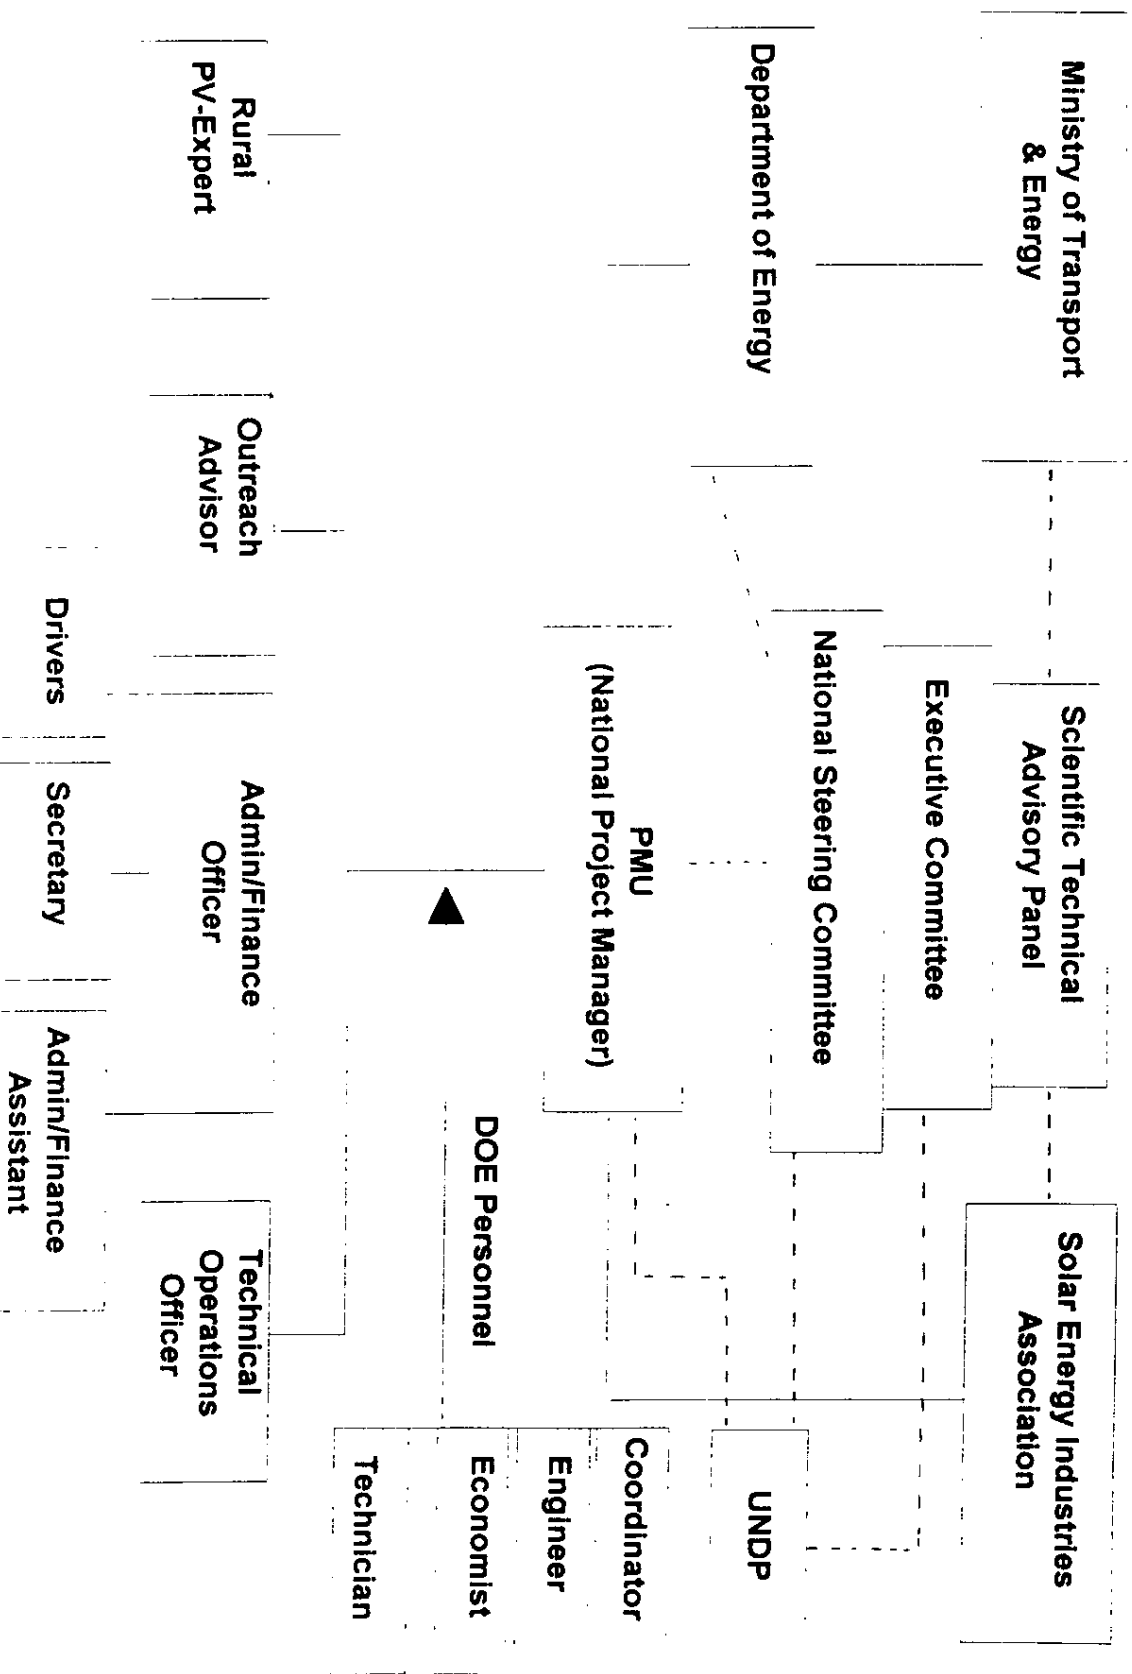 Ministry of Transport
& Energy
Scientific Technical
Advisory Panel
Solar Energy Industries
Association
Executive Committee
National Steering Committee
Department of Energy
UNDP
PMU
(National Project Manager)
Coordinator
Engineer
DOE Personnel
Economist
Technician
Rural
PV-Expert
Outreach
Advisor
Admin/Finance
Officer
Technical
Operations
Officer
Drivers
Secretary
Admin/Finance
Assistant